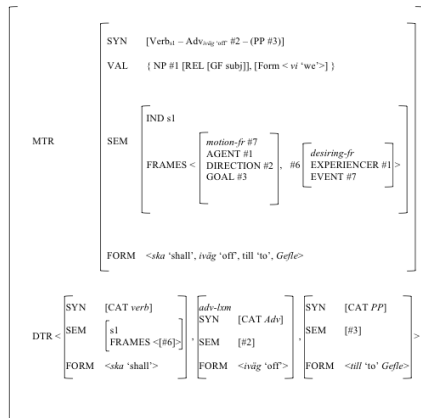 SYN [Verbs1 – Adviväg 'off' #2 – (PP #3)]
VAL { NP #1 [REL [GF subj]], [Form < vi 'we'>] }
IND s1
MTR SEM FRAMES < motion-fr #7
AGENT #1
DIRECTION #2
GOAL #3
, #6 desiring-fr
EXPERIENCER #1
EVENT #7 >
FORM <ska 'shall', iväg 'off', till 'to', Gefle>
DTR < SYN [CAT verb]
SEM s1
FRAMES <[#6]>
FORM <ska 'shall'>
, adv-lxm
SYN [CAT Adv]
SEM [#2]
FORM <iväg 'off'>
, SYN [CAT PP]
SEM [#3]
FORM <till 'to' Gefle> >